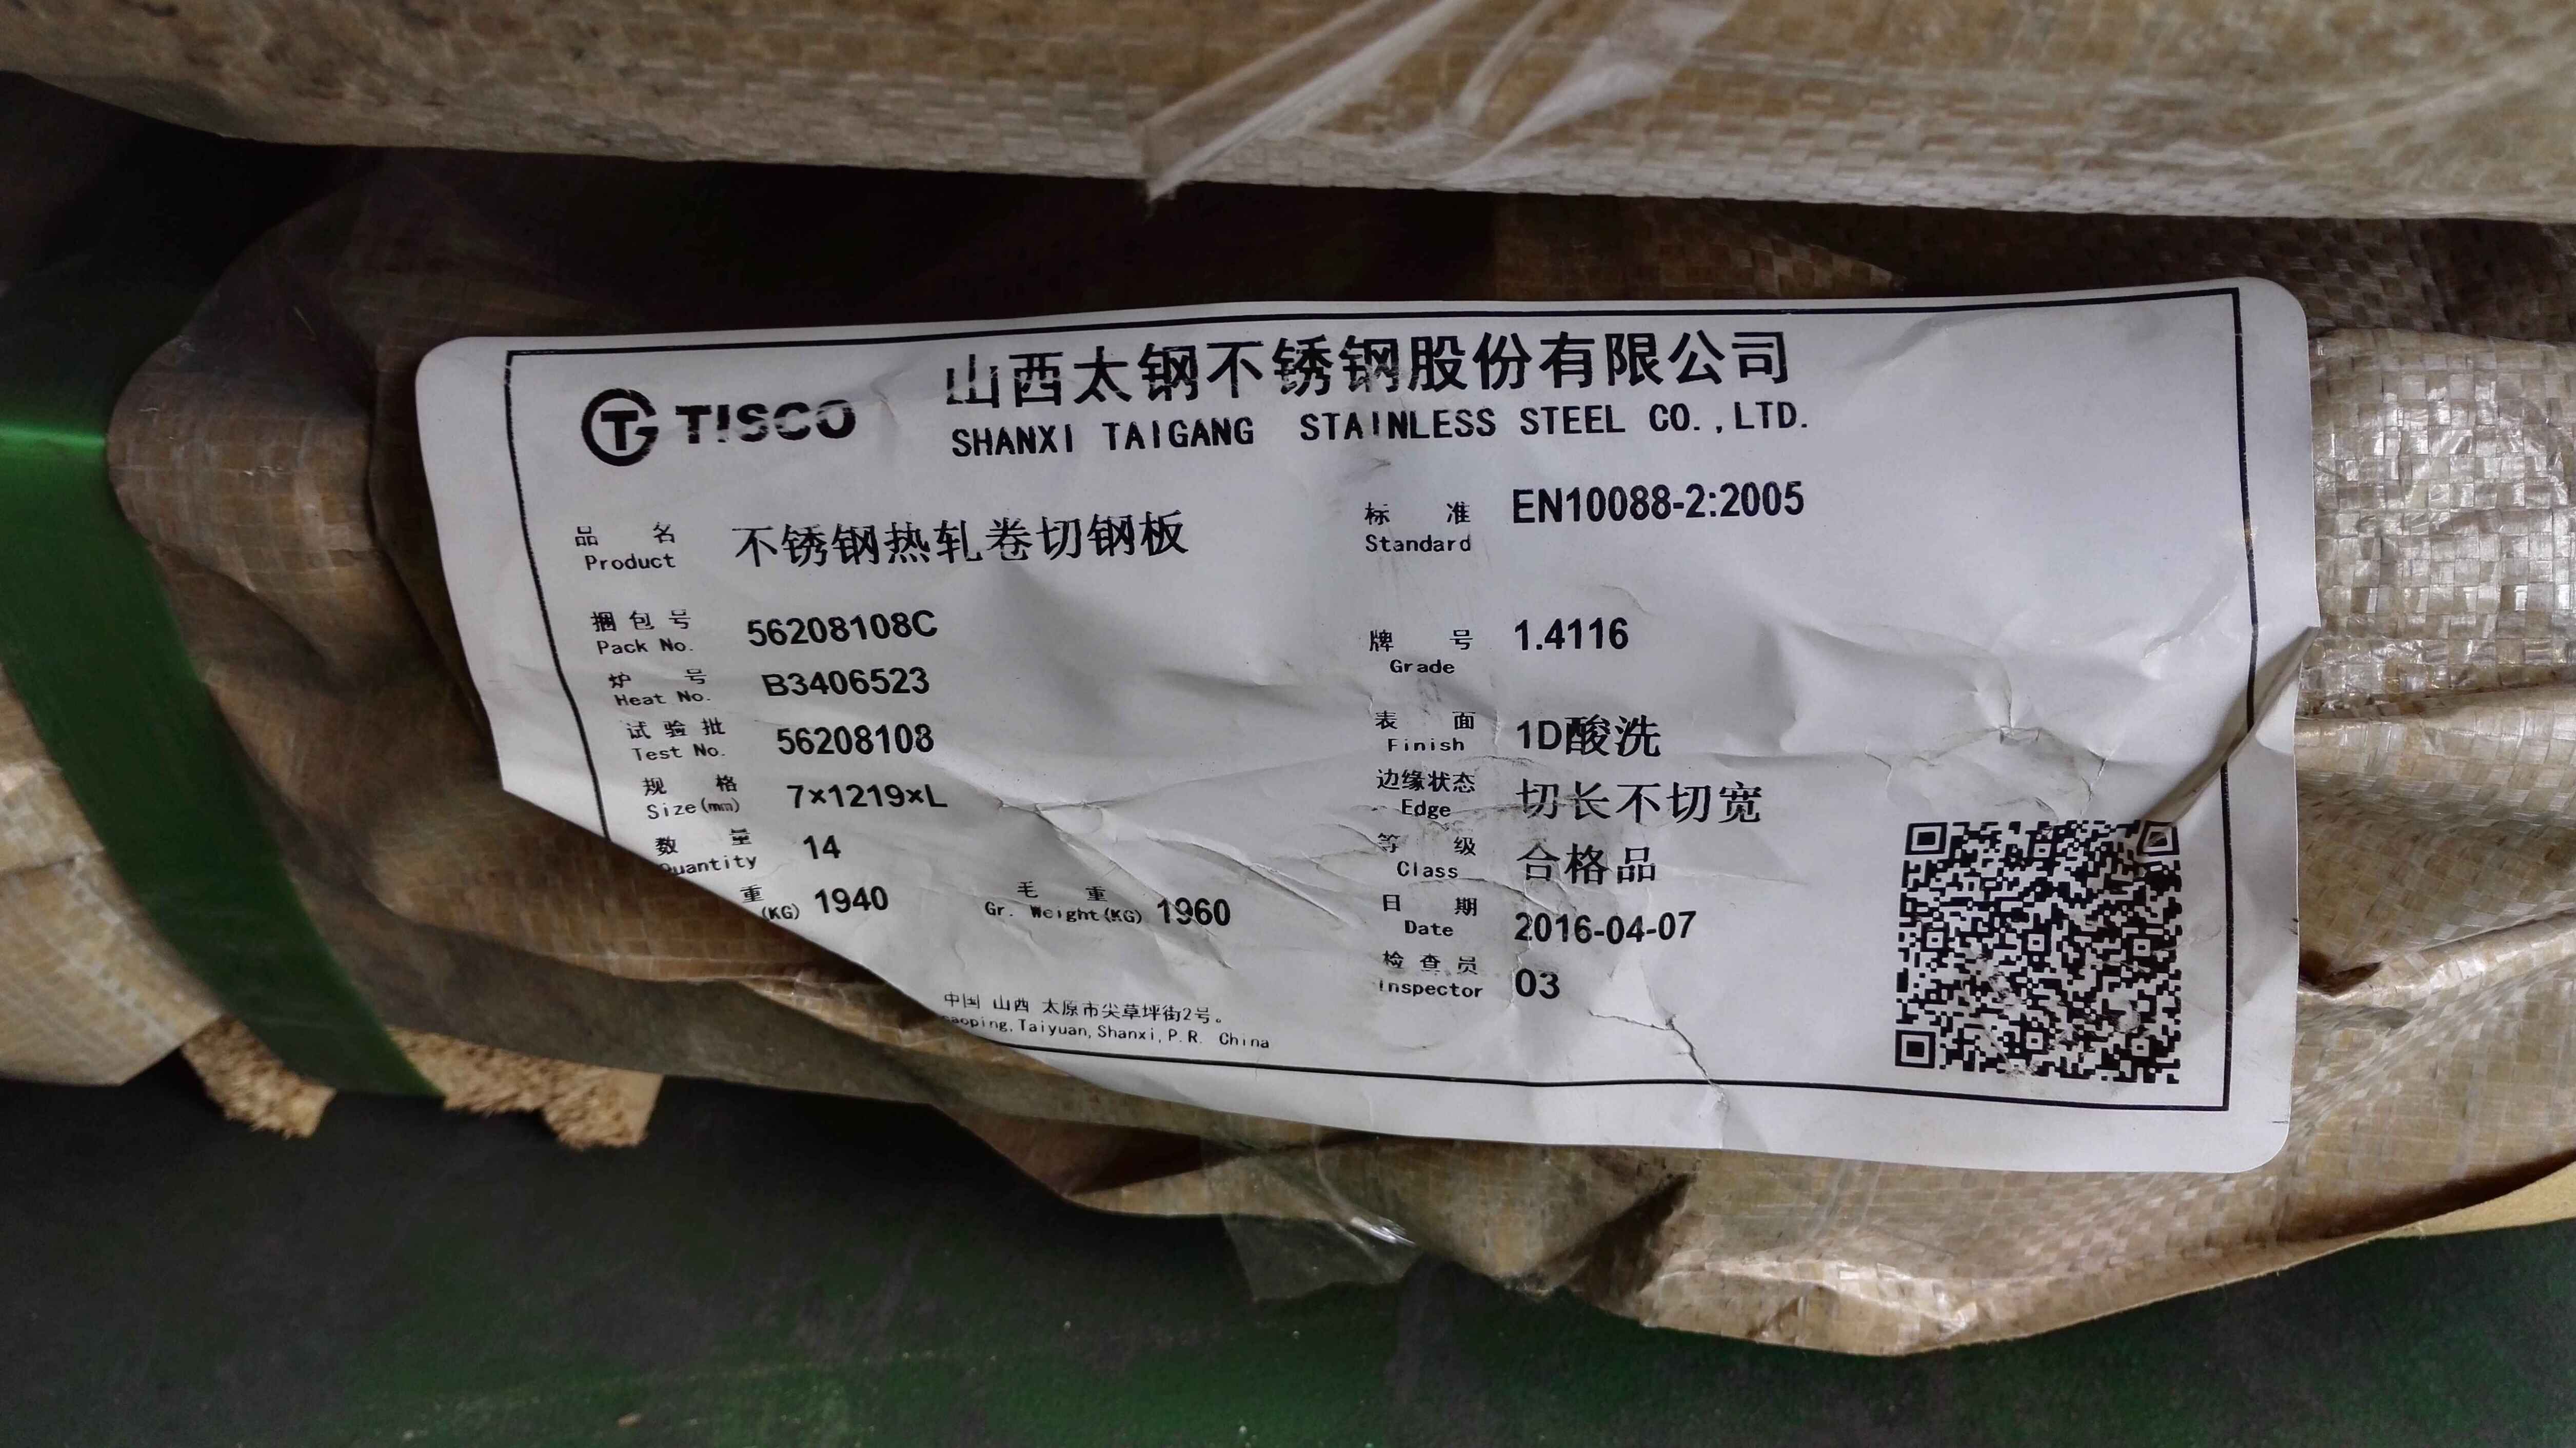 TISCO
山西太钢不锈钢股份有限公司
SHANXI TAIGANG STAINLESS STEEL CO.,LTD.
品名 不锈钢热轧卷切钢板
Product
标准 EN10088-2:2005
Standard
捆包号 56208108C
Pack No.
牌号 1.4116
Grade
炉号 B3406523
Heat No.
试验批 56208108
Test No.
表面 1D酸洗
Finish
规格 7×1219×L
Size(mm)
边缘状态 切长不切宽
Edge
数量 14
Quantity
等级 合格品
Class
重 1940
(KG)
毛重 1960
Gr. Weight(KG)
日期 2016-04-07
Date
检查员 03
Inspector
中国 山西 太原市尖草坪街2号。
aoping,Taiyuan,Shanxi,P.R. China